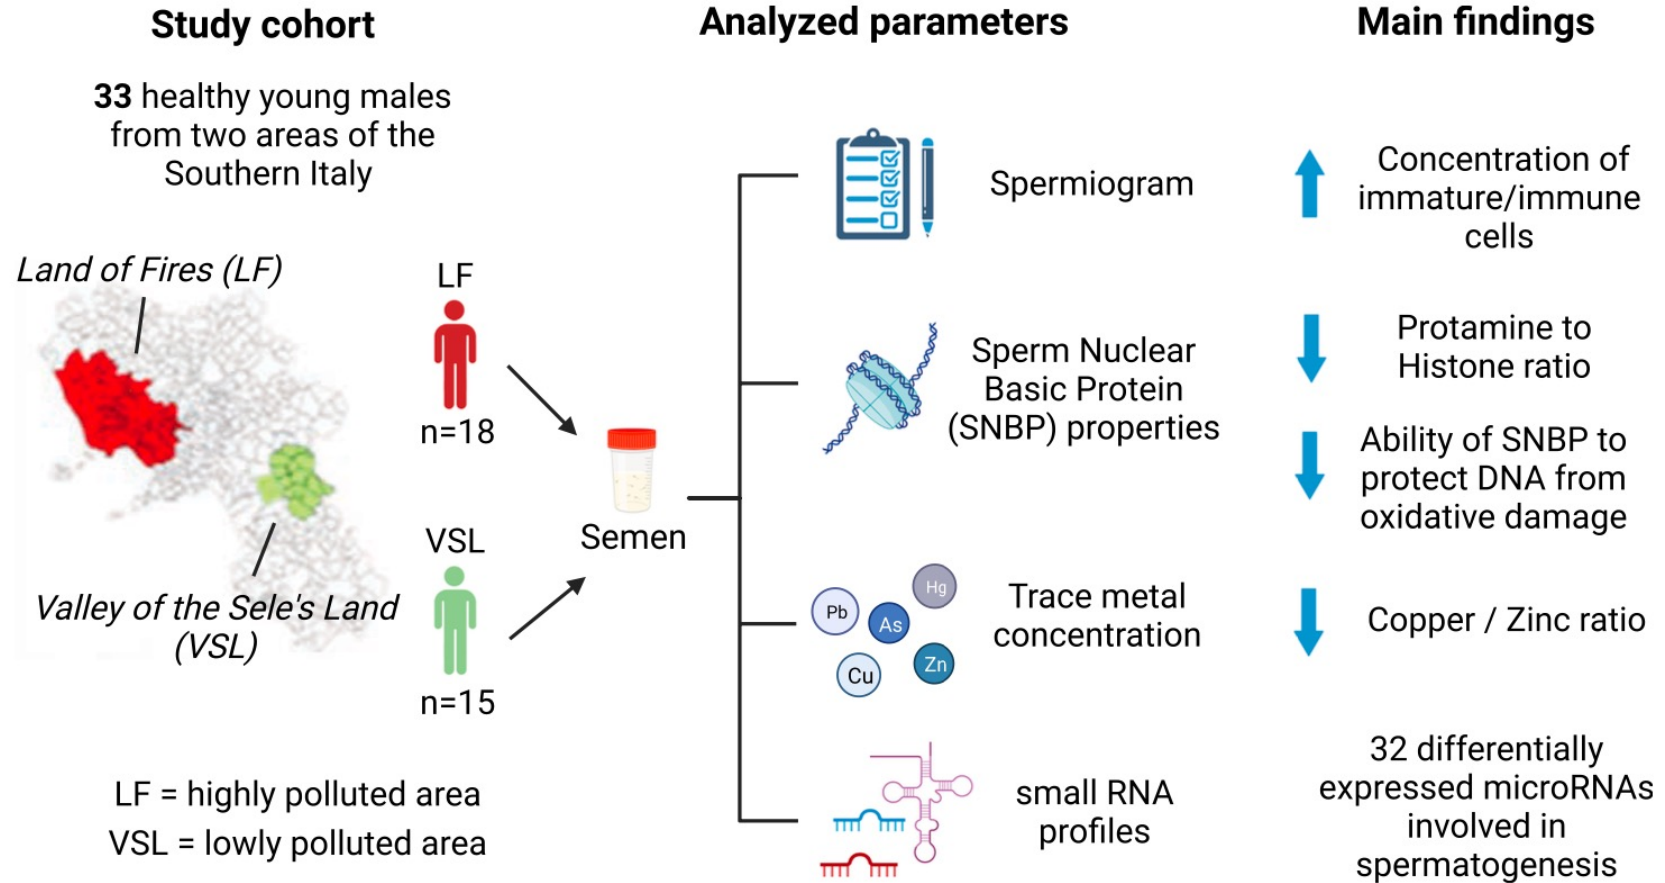 Study cohort
33 healthy young males
from two areas of the
Southern Italy
Land of Fires (LF)
LF
n=18
VSL
n=15
Valley of the Sele's Land
(VSL)
LF = highly polluted area
VSL = lowly polluted area
Semen
Analyzed parameters
Spermiogram
Sperm Nuclear
Basic Protein
(SNBP) properties
Hg
Pb
As
Zn
Cu
Trace metal
concentration
small RNA
profiles
Main findings
Concentration of
immature/immune
cells
Protamine to
Histone ratio
Ability of SNBP to
protect DNA from
oxidative damage
Copper / Zinc ratio
32 differentially
expressed microRNAs
involved in
spermatogenesis